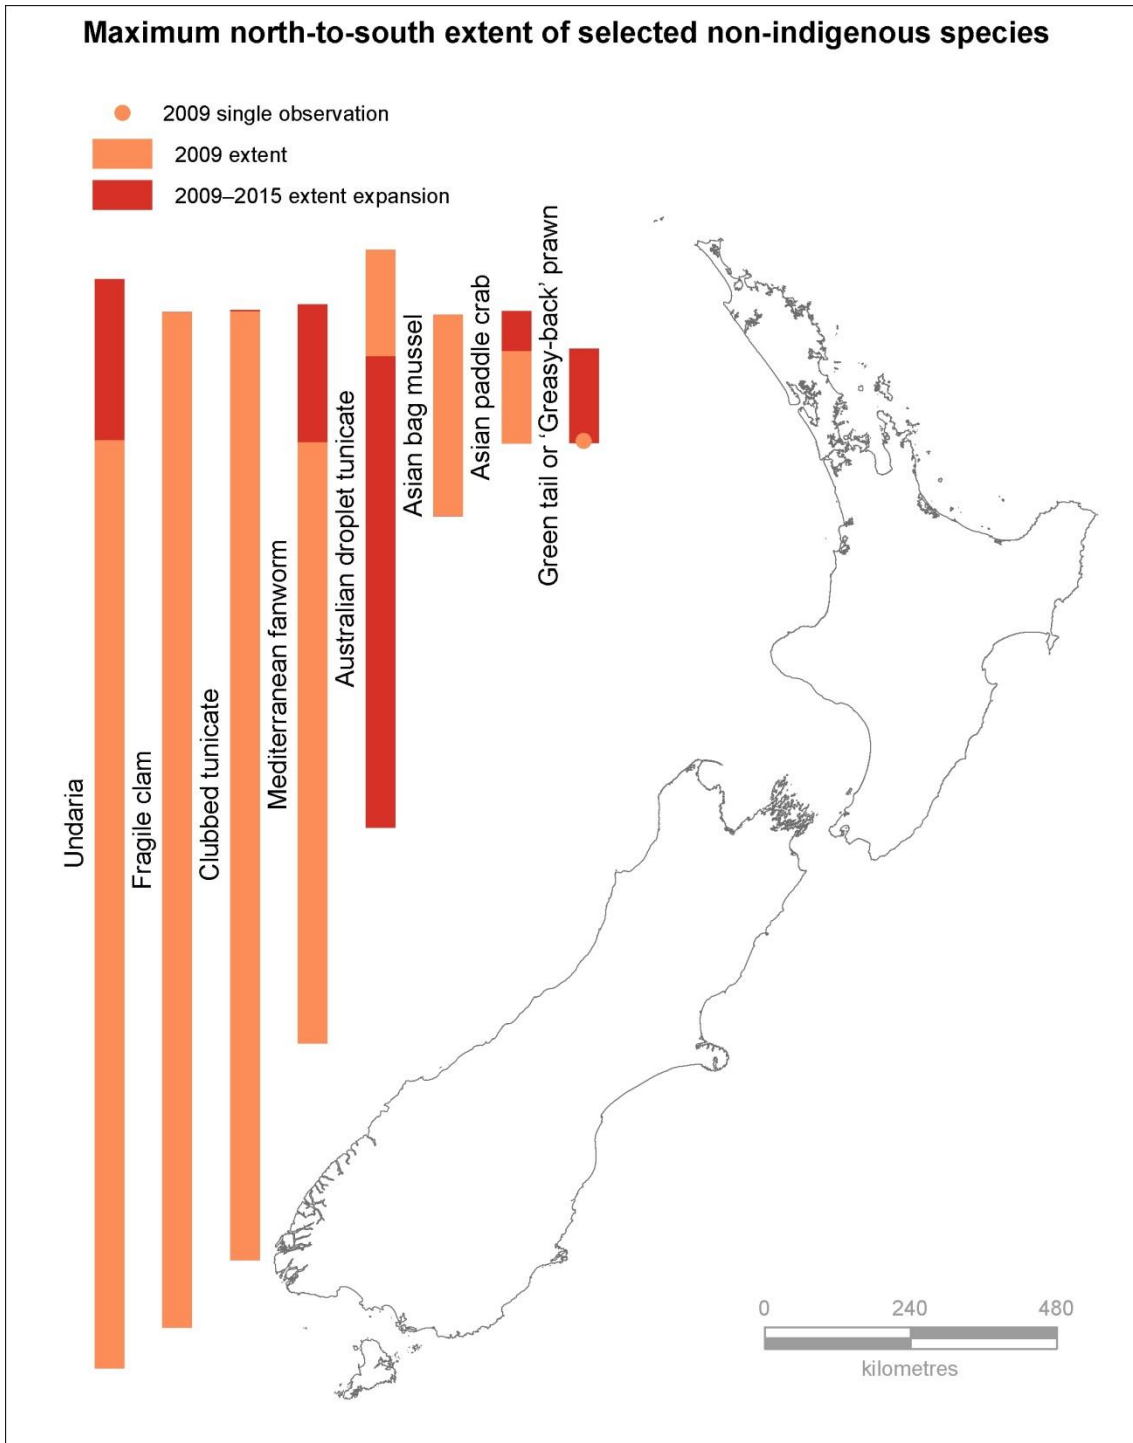 Maximum north-to-south extent of selected non-indigenous species
2009 single observation
2009 extent
2009–2015 extent expansion
Undaria
Fragile clam
Clubbed tunicate
Mediterranean fanworm
Australian droplet tunicate
Asian bag mussel
Asian paddle crab
Green tail or ‘Greasy-back’ prawn
0 240 480
kilometres